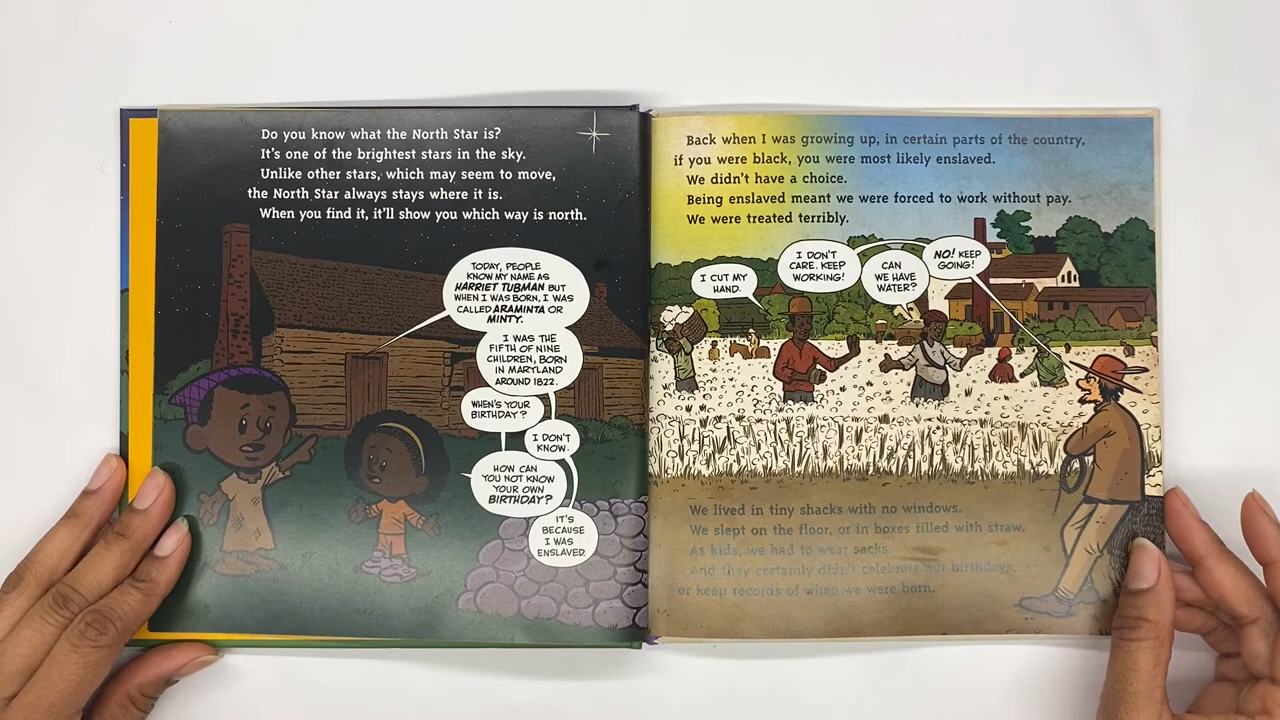 Do you know what the North Star is?
It's one of the brightest stars in the sky.
Unlike other stars, which may seem to move,
the North Star always stays where it is.
When you find it, it'll show you which way is north.
TODAY, PEOPLE
KNOW MY NAME AS
HARRIET TUBMAN BUT
WHEN I WAS BORN, I WAS
CALLED ARAMINTA OR
MINTY.
I WAS THE
FIFTH OF NINE
CHILDREN, BORN
IN MARYLAND
AROUND 1822.
WHEN'S YOUR
BIRTHDAY?
I DON'T
KNOW.
HOW CAN
YOU NOT KNOW
YOUR OWN
BIRTHDAY?
IT'S
BECAUSE
I WAS
ENSLAVED.
Back when I was growing up, in certain parts of the country,
if you were black, you were most likely enslaved.
We didn't have a choice.
Being enslaved meant we were forced to work without pay.
We were treated terribly.
I CUT MY
HAND.
I DON'T
CARE. KEEP
WORKING!
CAN
WE HAVE
WATER?
NO! KEEP
GOING!
We lived in tiny shacks with no windows.
We slept on the floor, or in boxes filled with straw.
As kids, we had to wear sacks.
And they certainly didn't celebrate our birthdays,
or keep records of when we were born.